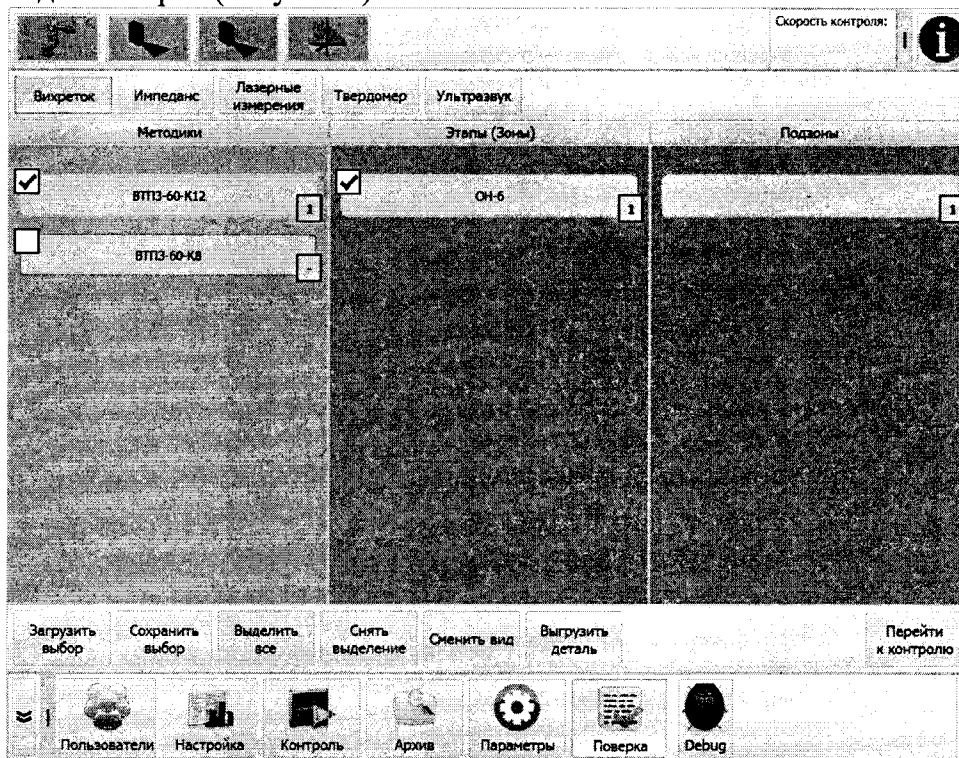 Скорость контроля:
Вихреток Импеданс Лазерные измерения Твердомер Ультразвук
Методики Этапы (Зоны) Подзоны
ВТП3-60-К12 1 ОН-6 1 - 1
ВТП3-60-К8 -
Загрузить выбор Сохранить выбор Выделить все Снять выделение Сменить вид Выгрузить деталь Перейти к контролю
Пользователи Настройка Контроль Архив Параметры Поверка Debug